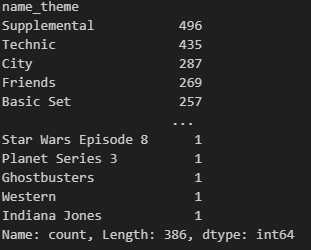 name_theme
Supplemental 496
Technic 435
City 287
Friends 269
Basic Set 257
...
Star Wars Episode 8 1
Planet Series 3 1
Ghostbusters 1
Western 1
Indiana Jones 1
Name: count, Length: 386, dtype: int64